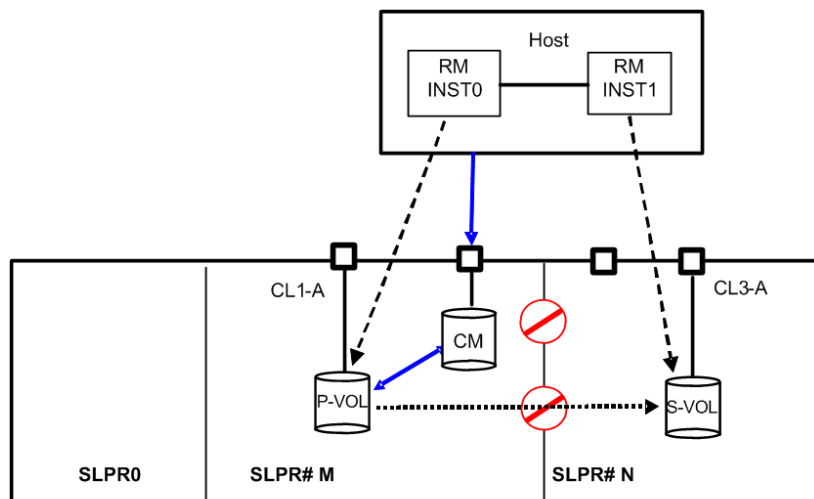 Host
RM
INST0
RM
INST1
CL1-A
CL3-A
CM
P-VOL
S-VOL
SLPR0
SLPR# M
SLPR# N